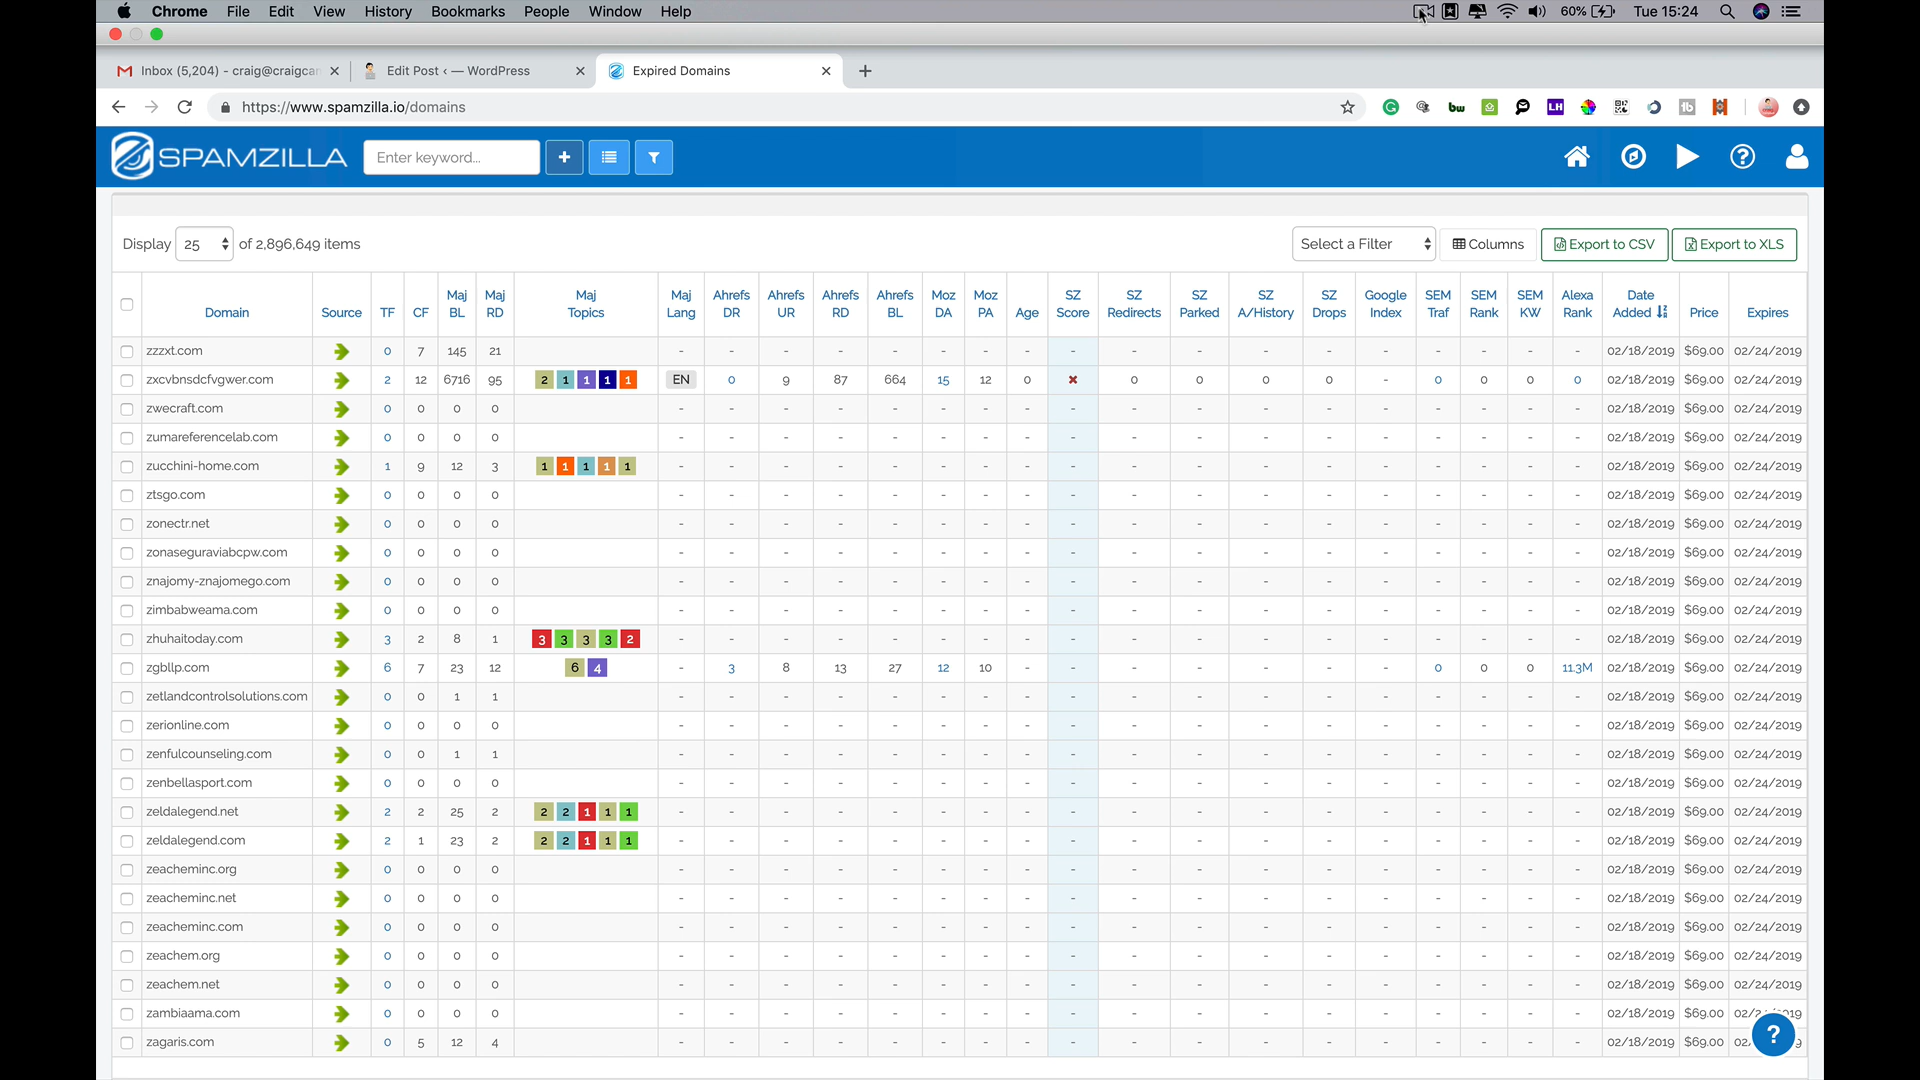 Chrome File Edit View History Bookmarks People Window Help 60% Tue 15:24
Inbox (5,204) - craig@craigcar Edit Post ‹ — WordPress Expired Domains
https://www.spamzilla.io/domains
SPAMZILLA Enter keyword...
Display 25 of 2,896,649 items Select a Filter Columns Export to CSV Export to XLS
Domain Source TF CF Maj BL Maj RD Maj Topics Maj Lang Ahrefs DR Ahrefs UR Ahrefs RD Ahrefs BL Moz DA Moz PA Age SZ Score SZ Redirects SZ Parked SZ A/History SZ Drops Google Index SEM Traf SEM Rank SEM KW Alexa Rank Date Added Price Expires
zzzxt.com 0 7 145 21 - - - - - - - - - - - - - - - - - - 02/18/2019 $69.00 02/24/2019
zxcvbnsdcfvgwer.com 2 12 6716 95 2 1 1 1 1 EN 0 9 87 664 15 12 0 0 0 0 0 - 0 0 0 0 02/18/2019 $69.00 02/24/2019
zwecraft.com 0 0 0 0 - - - - - - - - - - - - - - - - - - 02/18/2019 $69.00 02/24/2019
zumareferencelab.com 0 0 0 0 - - - - - - - - - - - - - - - - - - 02/18/2019 $69.00 02/24/2019
zucchini-home.com 1 9 12 3 1 1 1 1 1 - - - - - - - - - - - - - - - - - - 02/18/2019 $69.00 02/24/2019
ztsgo.com 0 0 0 0 - - - - - - - - - - - - - - - - - - 02/18/2019 $69.00 02/24/2019
zonectr.net 0 0 0 0 - - - - - - - - - - - - - - - - - - 02/18/2019 $69.00 02/24/2019
zonaseguraviabcpw.com 0 0 0 0 - - - - - - - - - - - - - - - - - - 02/18/2019 $69.00 02/24/2019
znajomy-znajomego.com 0 0 0 0 - - - - - - - - - - - - - - - - - - 02/18/2019 $69.00 02/24/2019
zimbabweama.com 0 0 0 0 - - - - - - - - - - - - - - - - - - 02/18/2019 $69.00 02/24/2019
zhuhaitoday.com 3 2 8 1 3 3 3 3 2 - - - - - - - - - - - - - - - - - - 02/18/2019 $69.00 02/24/2019
zgbllp.com 6 7 23 12 6 4 - 3 8 13 27 12 10 - - - - - - - 0 0 0 11.3M 02/18/2019 $69.00 02/24/2019
zetlandcontrolsolutions.com 0 0 1 1 - - - - - - - - - - - - - - - - - - 02/18/2019 $69.00 02/24/2019
zerionline.com 0 0 0 0 - - - - - - - - - - - - - - - - - - 02/18/2019 $69.00 02/24/2019
zenfulcounseling.com 0 0 1 1 - - - - - - - - - - - - - - - - - - 02/18/2019 $69.00 02/24/2019
zenbellasport.com 0 0 0 0 - - - - - - - - - - - - - - - - - - 02/18/2019 $69.00 02/24/2019
zeldalegend.net 2 2 25 2 2 2 1 1 1 - - - - - - - - - - - - - - - - - - 02/18/2019 $69.00 02/24/2019
zeldalegend.com 2 1 23 2 2 2 1 1 1 - - - - - - - - - - - - - - - - - - 02/18/2019 $69.00 02/24/2019
zeacheminc.org 0 0 0 0 - - - - - - - - - - - - - - - - - - 02/18/2019 $69.00 02/24/2019
zeacheminc.net 0 0 0 0 - - - - - - - - - - - - - - - - - - 02/18/2019 $69.00 02/24/2019
zeacheminc.com 0 0 0 0 - - - - - - - - - - - - - - - - - - 02/18/2019 $69.00 02/24/2019
zeachem.org 0 0 0 0 - - - - - - - - - - - - - - - - - - 02/18/2019 $69.00 02/24/2019
zeachem.net 0 0 0 0 - - - - - - - - - - - - - - - - - - 02/18/2019 $69.00 02/24/2019
zambiaama.com 0 0 0 0 - - - - - - - - - - - - - - - - - - 02/18/2019 $69.00
zagaris.com 0 5 12 4 - - - - - - - - - - - - - - - - - - 02/18/2019 $69.00
?